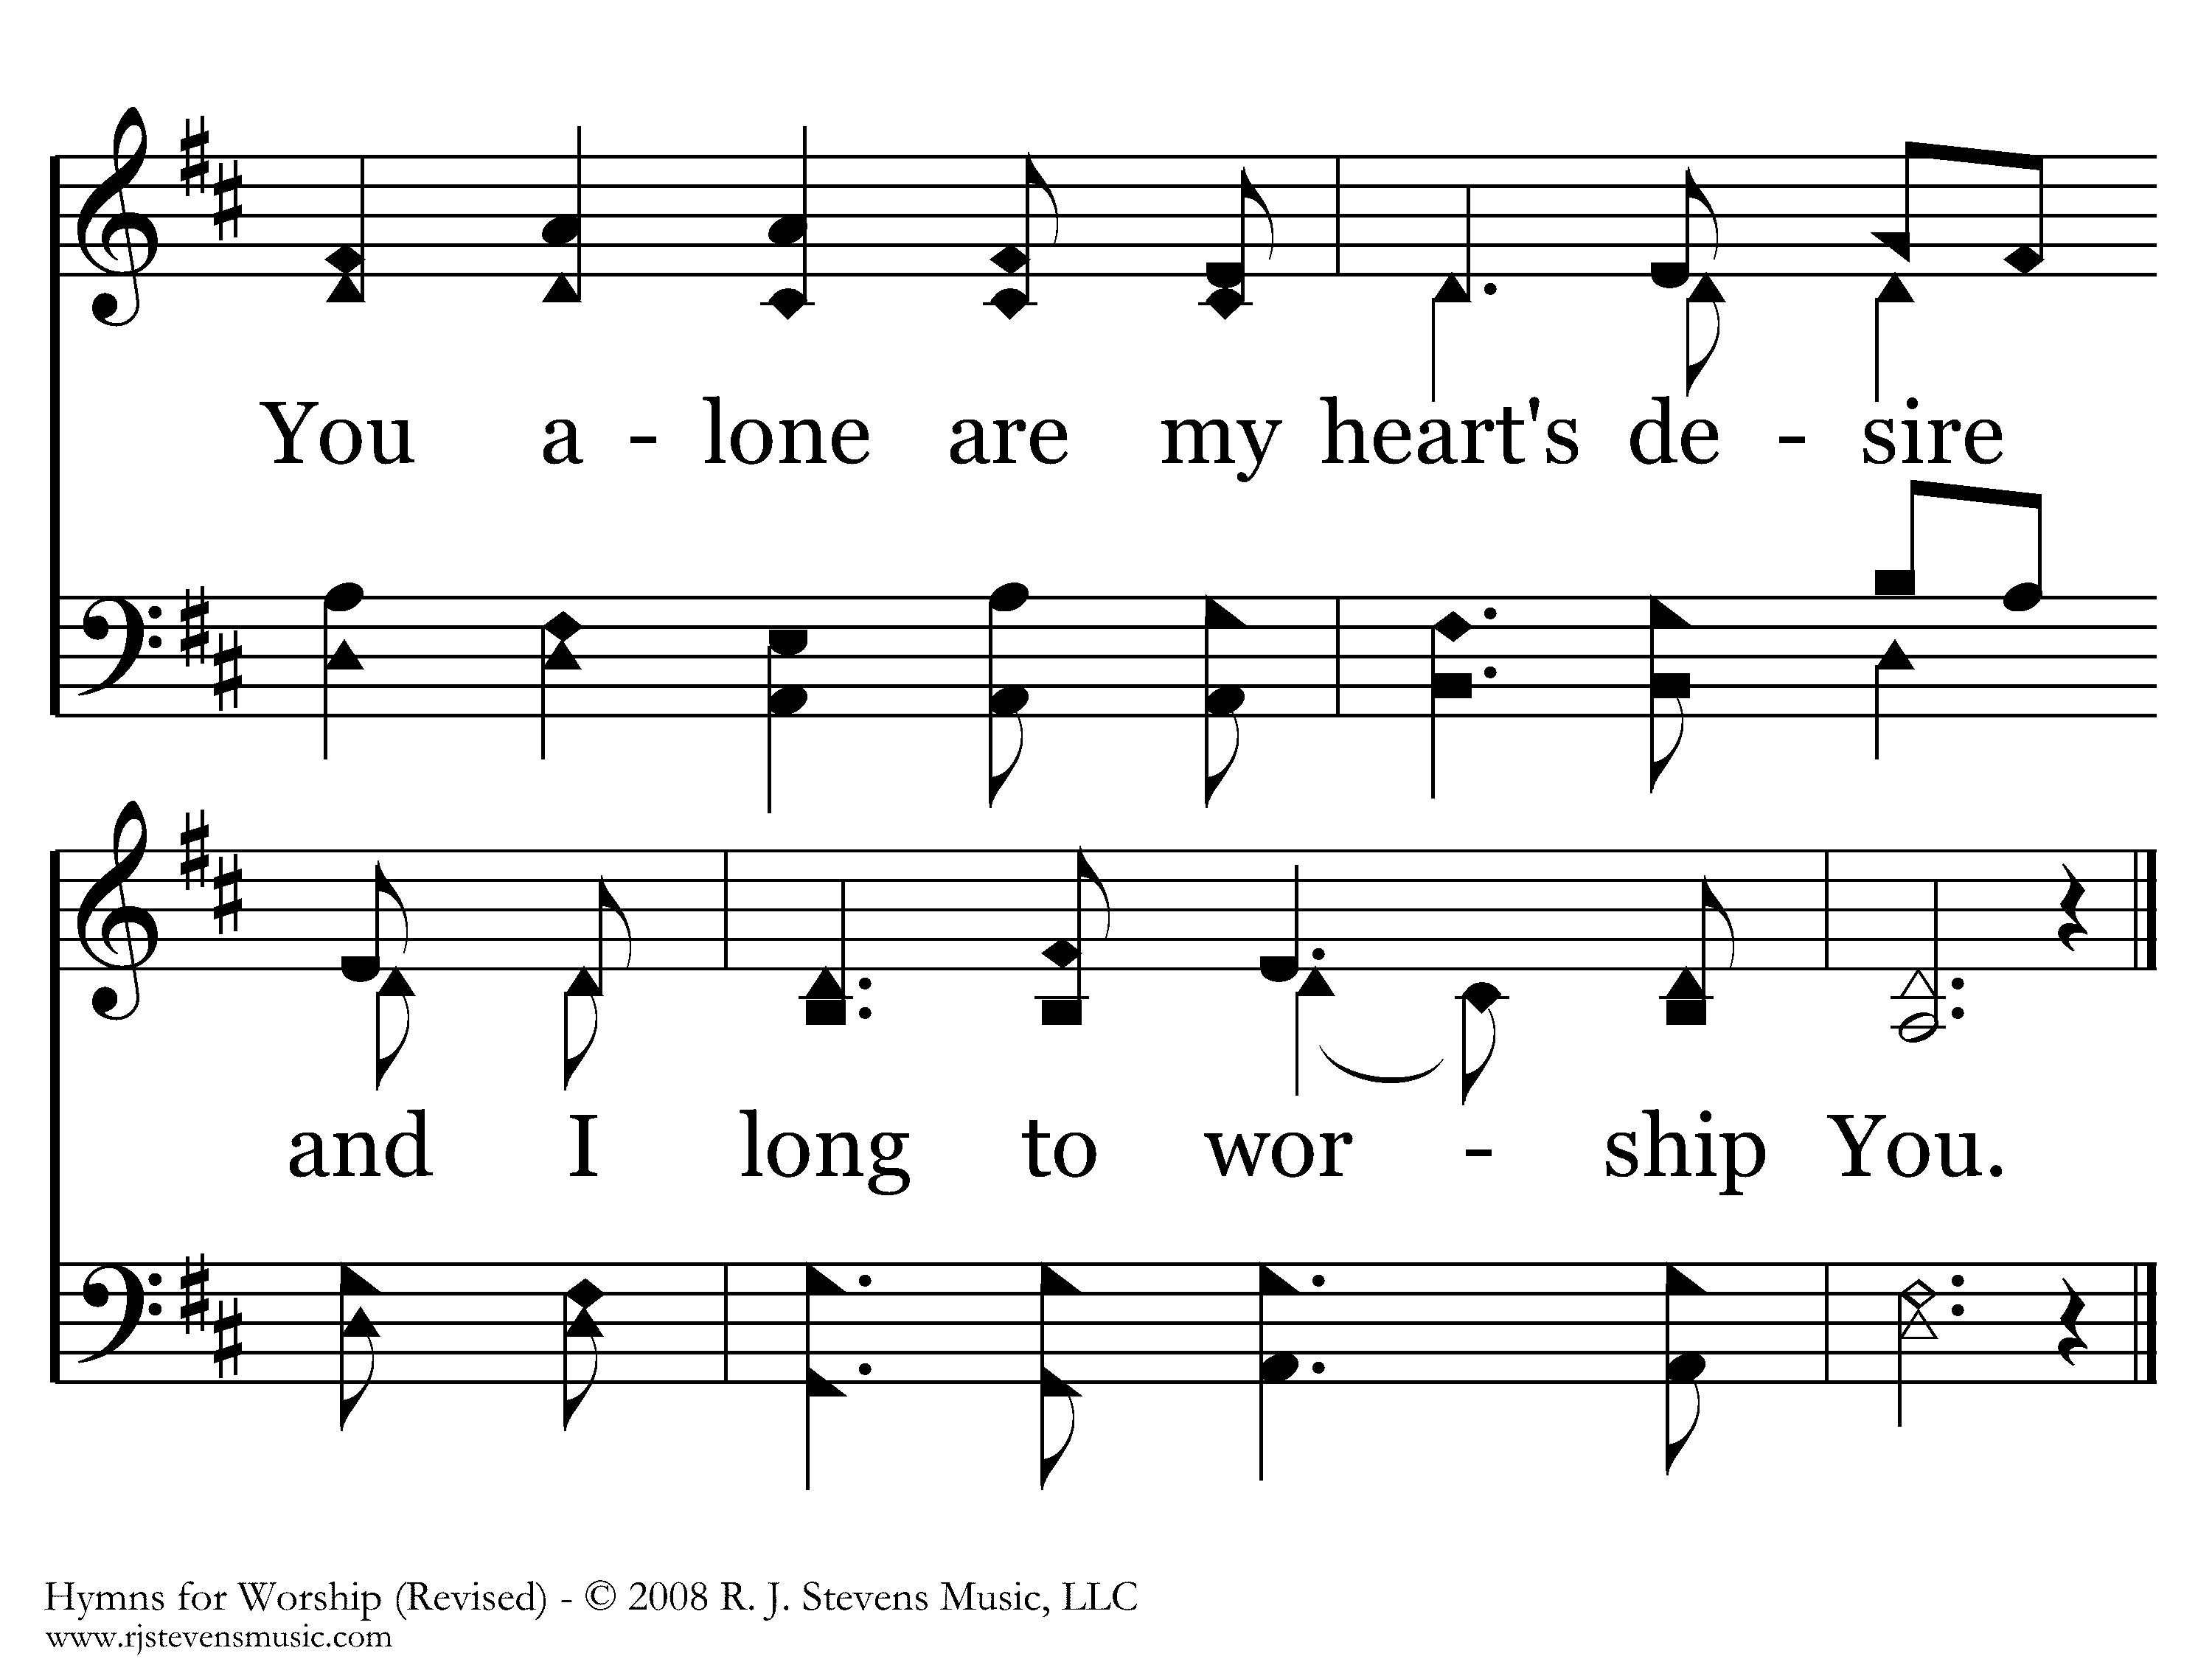 You a - lone are my heart's de - sire
and I long to wor - ship You.
Hymns for Worship (Revised) - © 2008 R. J. Stevens Music, LLC
www.rjstevensmusic.com